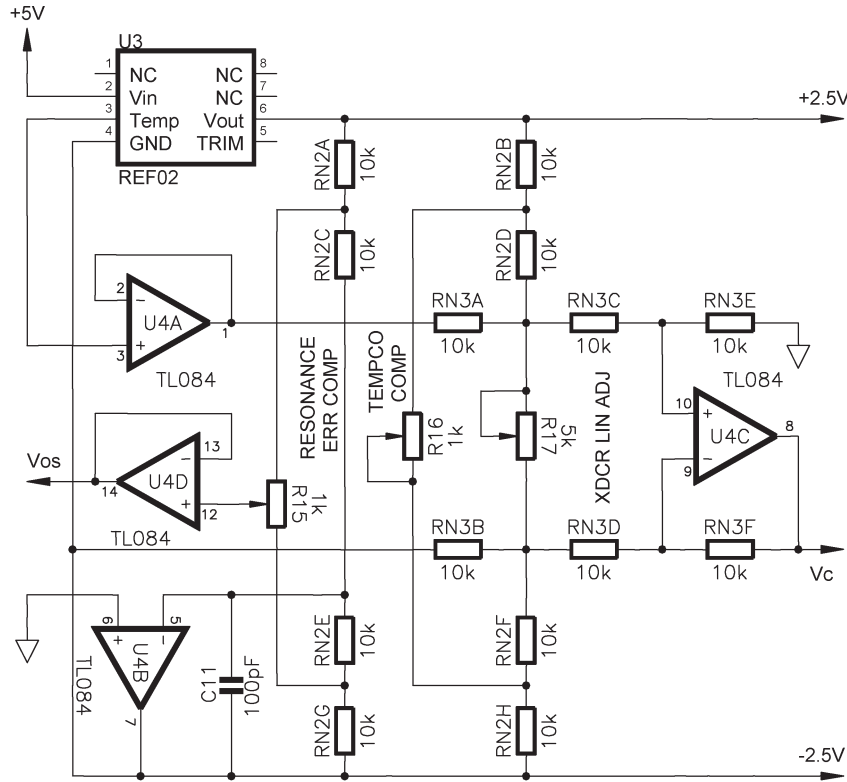 +5V
U3
1 NC NC 8
2 Vin NC 7
3 Temp Vout 6
4 GND TRIM 5
REF02
+2.5V
RN2A 10k
RN2B 10k
RN2C 10k
RN2D 10k
2 −
U4A
3 +
1
TL084
RN3A
10k
RN3C
10k
RN3E
10k
RESONANCE
ERR COMP
TEMPCO
COMP
R16
1k
R17
5k
XDCR LIN ADJ
TL084
10 +
U4C
9 −
8
Vos
13 −
U4D
12 +
14
TL084
R15
1k
RN3B
10k
RN3D
10k
RN3F
10k
Vc
6 +
5 −
U4B
7
TL084
C11
100pF
RN2E 10k
RN2F 10k
RN2G 10k
RN2H 10k
-2.5V